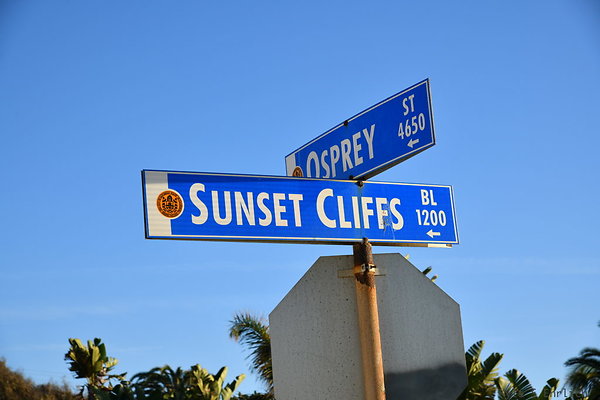 OSPREY ST
4650
SUNSET CLIFFS BL
1200